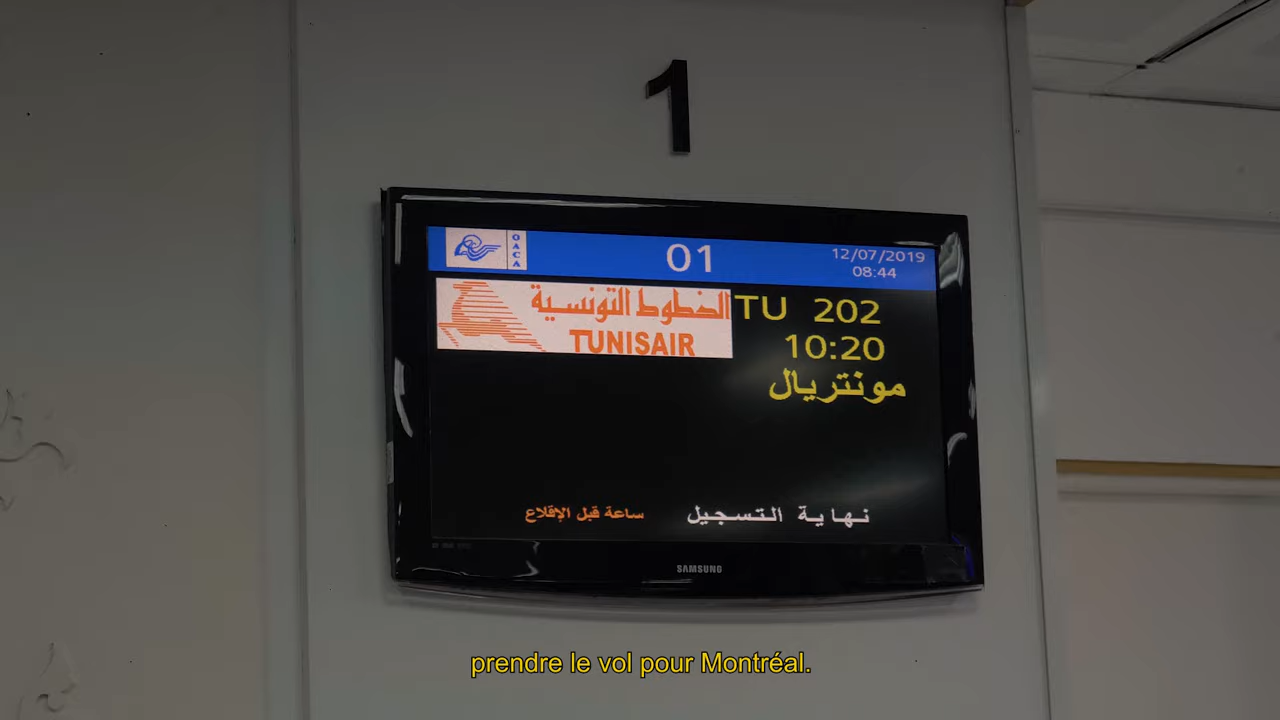 1
OACA
01
12/07/2019
08:44
الخطوط التونسية
TUNISAIR
TU 202
10:20
مونتريال
نهاية التسجيل ساعة قبل الإقلاع
SAMSUNG
prendre le vol pour Montréal.